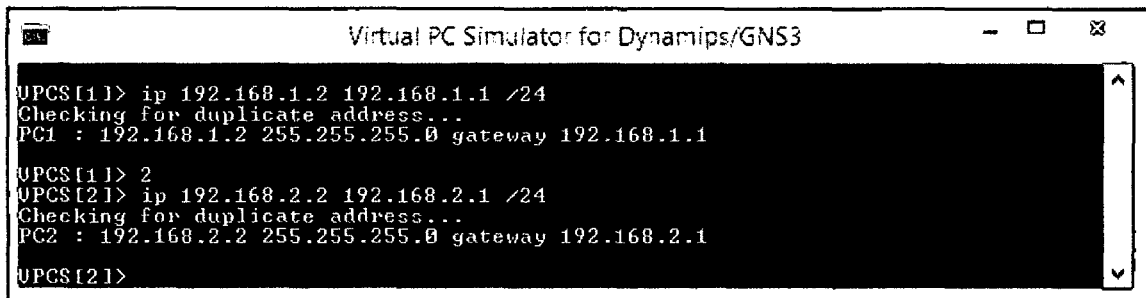 Virtual PC Simulator for Dynamips/GNS3
VPCS[1]> ip 192.168.1.2 192.168.1.1 /24
Checking for duplicate address...
PC1 : 192.168.1.2 255.255.255.0 gateway 192.168.1.1
VPCS[1]> 2
VPCS[2]> ip 192.168.2.2 192.168.2.1 /24
Checking for duplicate address...
PC2 : 192.168.2.2 255.255.255.0 gateway 192.168.2.1
VPCS[2]>